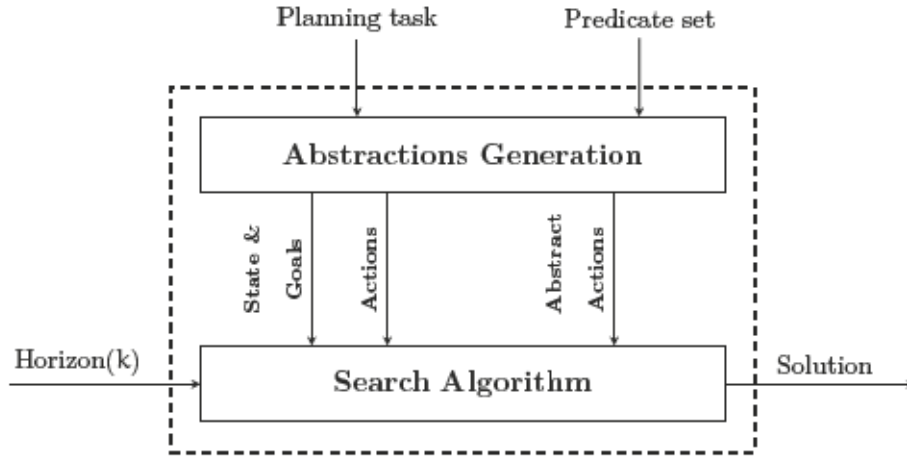 Planning task
Predicate set
Abstractions Generation
State &
Goals
Actions
Abstract
Actions
Horizon(k)
Search Algorithm
Solution